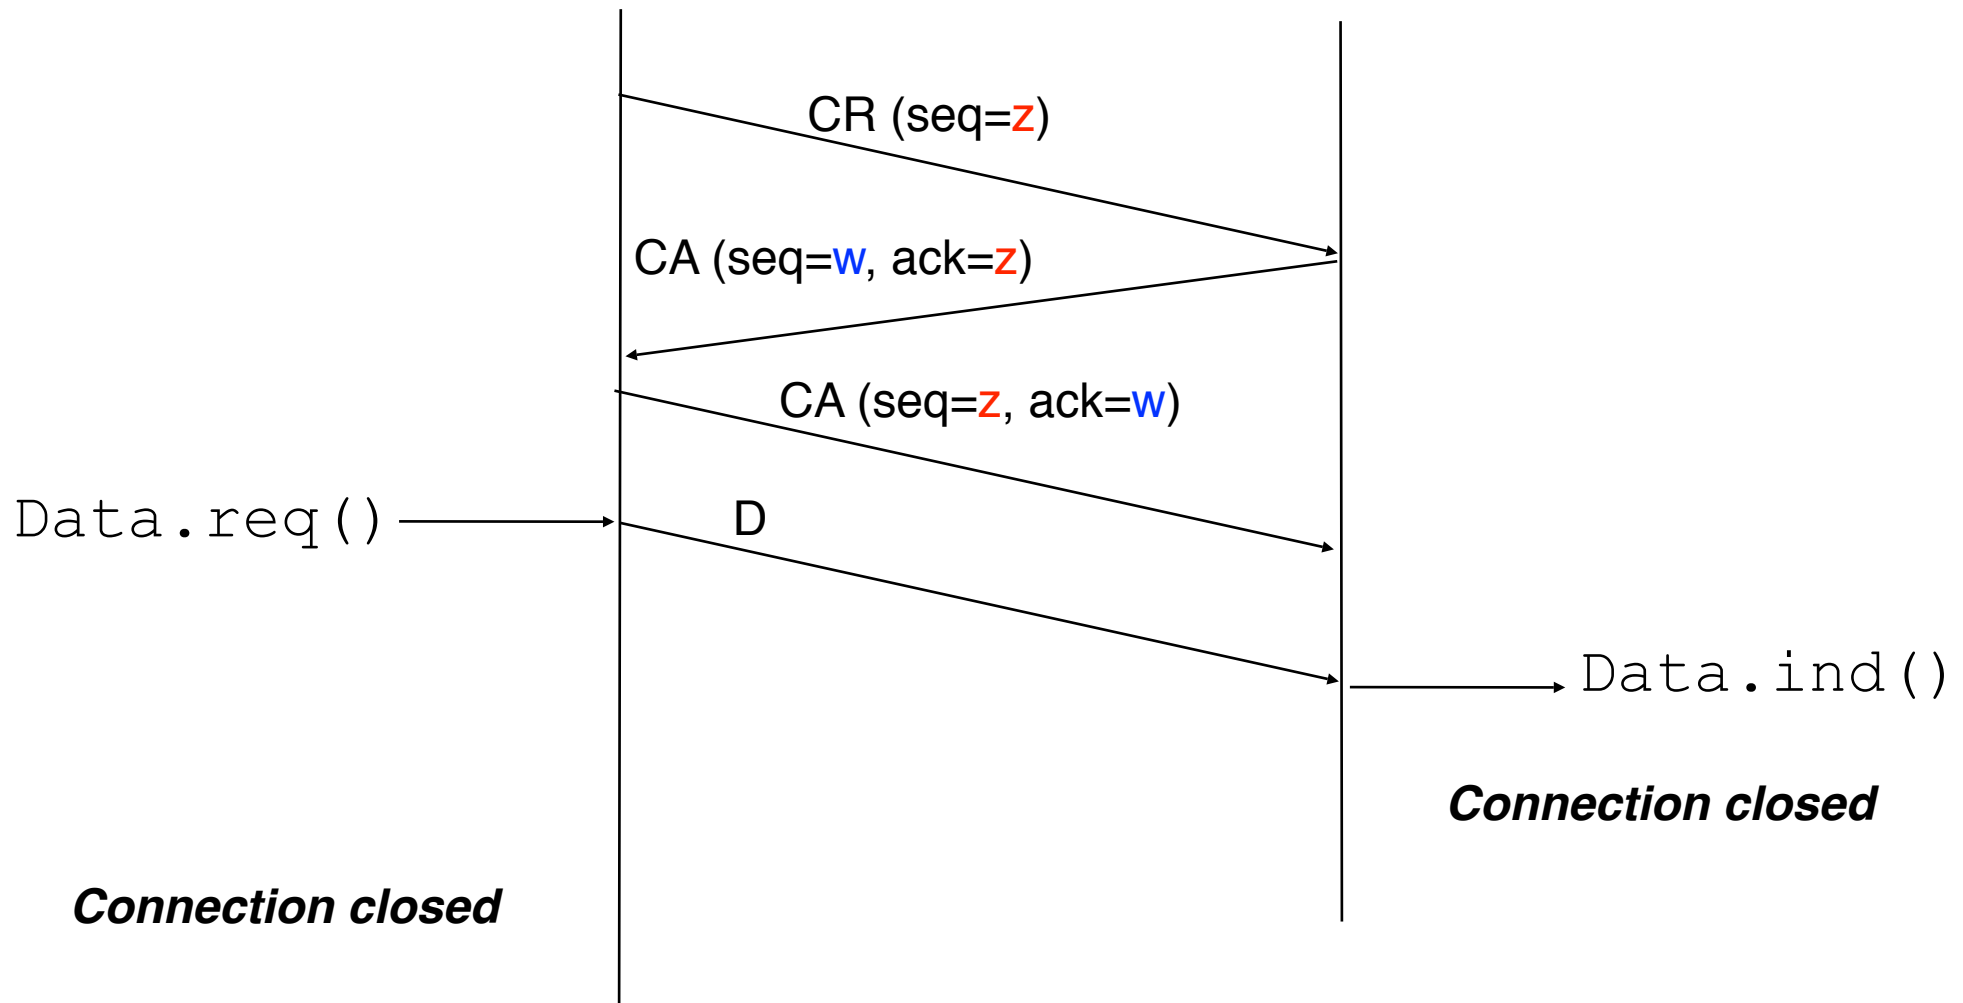 CR (seq=z)
CA (seq=w, ack=z)
CA (seq=z, ack=w)
Data.req()
D
Data.ind()
Connection closed
Connection closed